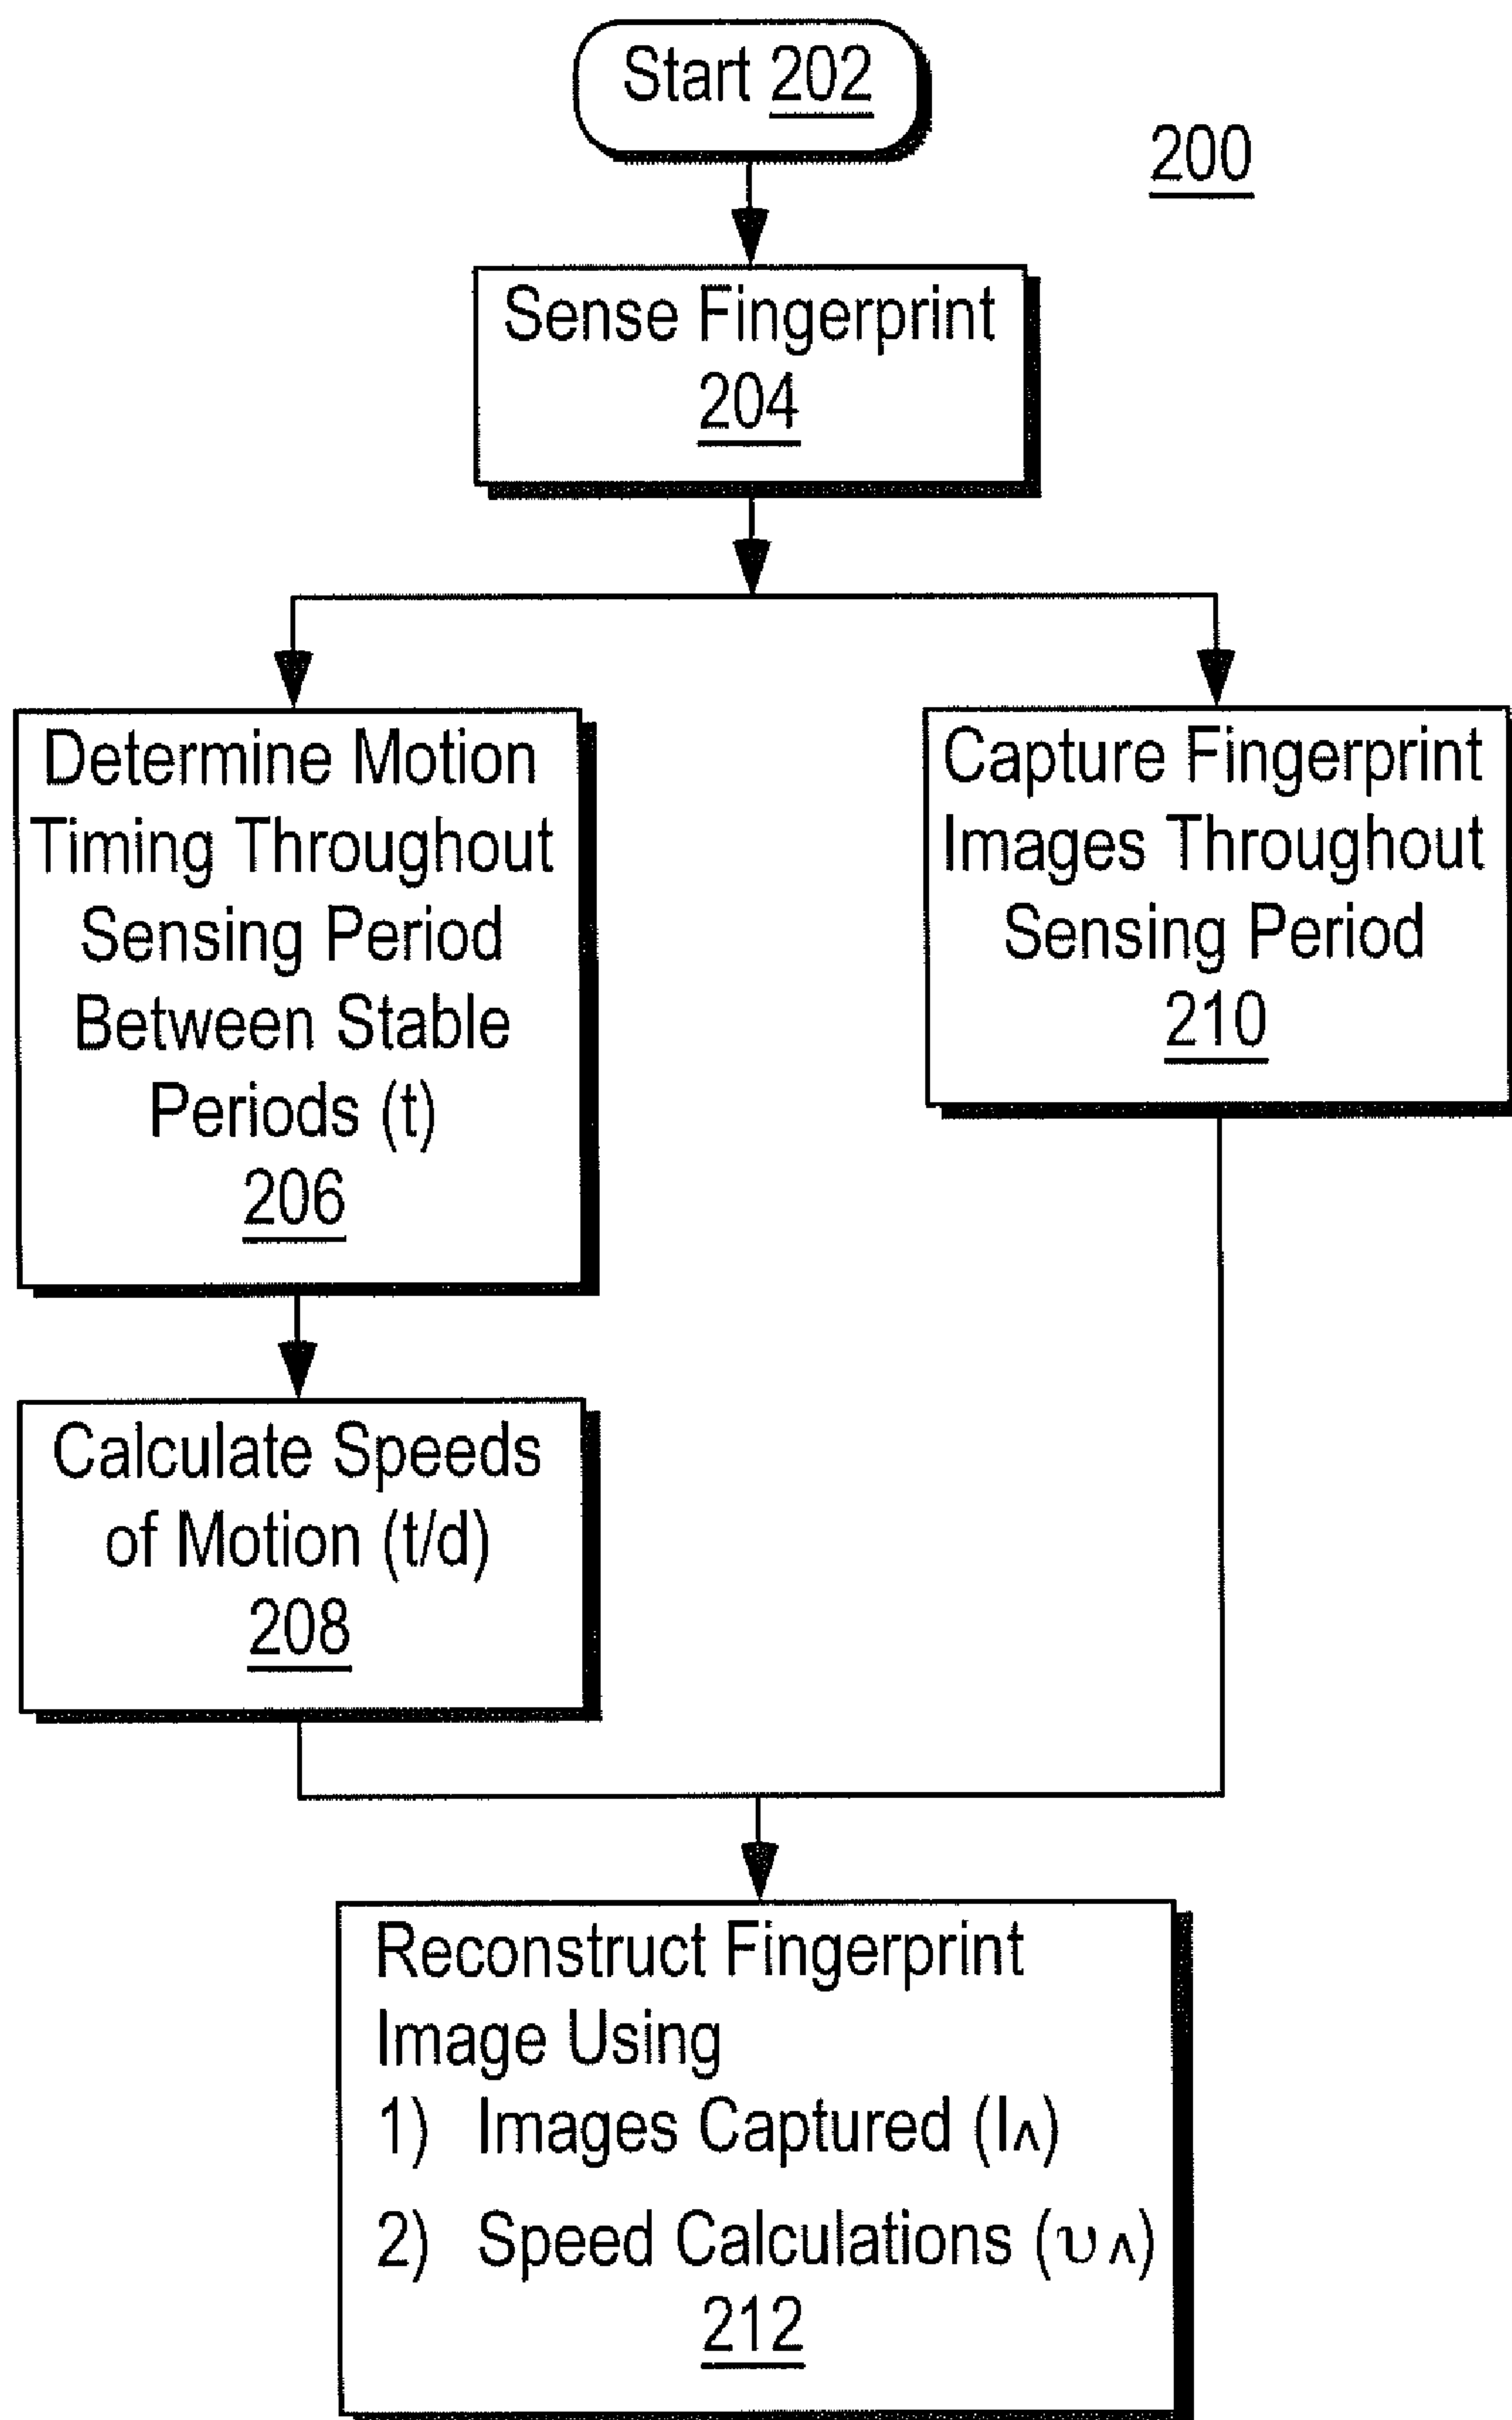 Start 202
200
Sense Fingerprint
204
Determine Motion
Timing Throughout
Sensing Period
Between Stable
Periods (t)
206
Capture Fingerprint
Images Throughout
Sensing Period
210
Calculate Speeds
of Motion (t/d)
208
Reconstruct Fingerprint
Image Using
1) Images Captured (I∧)
2) Speed Calculations (υ∧)
212